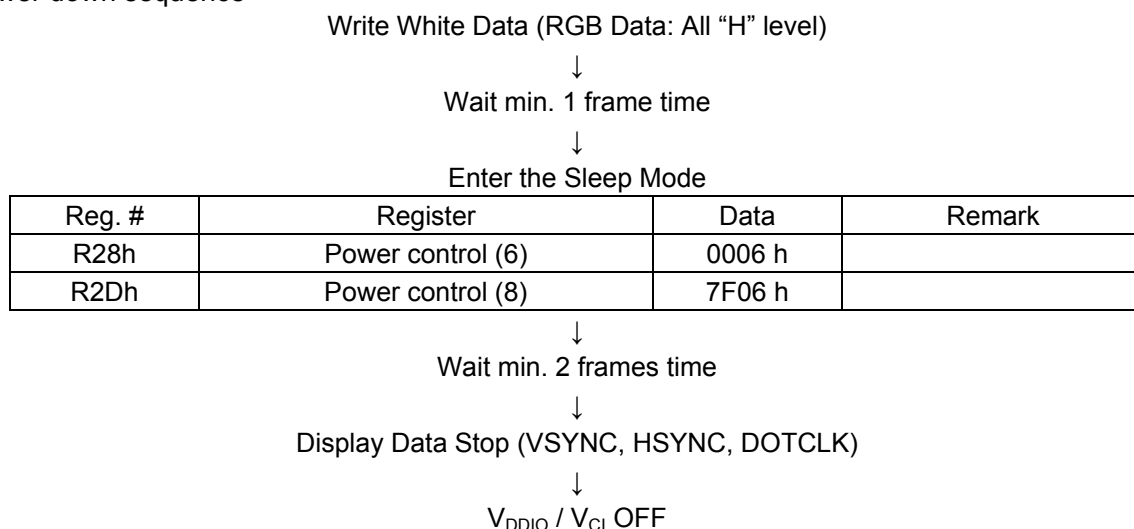 Write White Data (RGB Data: All “H” level)
↓
Wait min. 1 frame time
↓
Enter the Sleep Mode
Reg. # Register Data Remark
R28h Power control (6) 0006 h
R2Dh Power control (8) 7F06 h
↓
Wait min. 2 frames time
↓
Display Data Stop (VSYNC, HSYNC, DOTCLK)
↓
VDDIO / VCI OFF